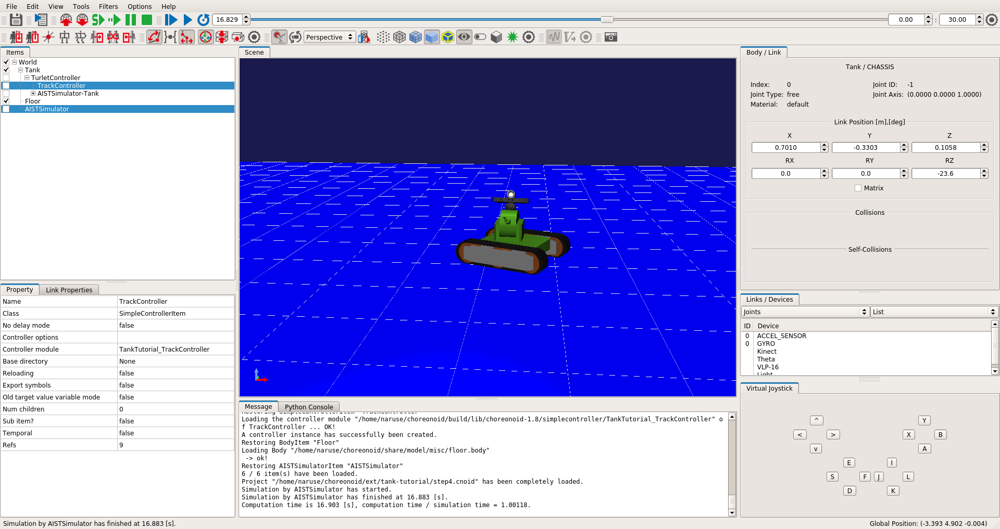 File Edit View Tools Filters Options Help
16.829 0.00 : 30.00
Perspective
Items
World
Tank
TurletController
TrackController
AISTSimulator-Tank
Floor
AISTSimulator
Property Link Properties
Name TrackController
Class SimpleControllerItem
No delay mode false
Controller options
Controller module TankTutorial_TrackController
Base directory None
Reloading false
Export symbols false
Old target value variable mode false
Num children 0
Sub item? false
Temporal false
Refs 9
Scene
Message Python Console
Restoring SimpleControllerItem "TrackController"
Loading the controller module "/home/naruse/choreonoid/build/lib/choreonoid-1.8/simplecontroller/TankTutorial_TrackController" o
f TrackController ... OK!
A controller instance has successfully been created.
Restoring BodyItem "Floor"
Loading Body "/home/naruse/choreonoid/share/model/misc/floor.body"
-> ok!
Restoring AISTSimulatorItem "AISTSimulator"
6 / 6 item(s) have been loaded.
Project "/home/naruse/choreonoid/ext/tank-tutorial/step4.cnoid" has been completely loaded.
Simulation by AISTSimulator has started.
Simulation by AISTSimulator has finished at 16.883 [s].
Computation time is 16.903 [s], computation time / simulation time = 1.00118.
Body / Link
Tank / CHASSIS
Index: 0 Joint ID: -1
Joint Type: free Joint Axis: (0.0000 0.0000 1.0000)
Material: default
Link Position [m],[deg]
X Y Z
0.7010 -0.3303 0.1058
RX RY RZ
0.0 0.0 -23.6
Matrix
Collisions
Self-Collisions
Links / Devices
Joints List
ID Device
0 ACCEL_SENSOR
0 GYRO
Kinect
Theta
VLP-16
Light
Virtual Joystick
^ Y
< > X B
v A
E I
S F J L
D K
Simulation by AISTSimulator has finished at 16.883 [s]. Global Position: (-3.393 4.902 -0.004)